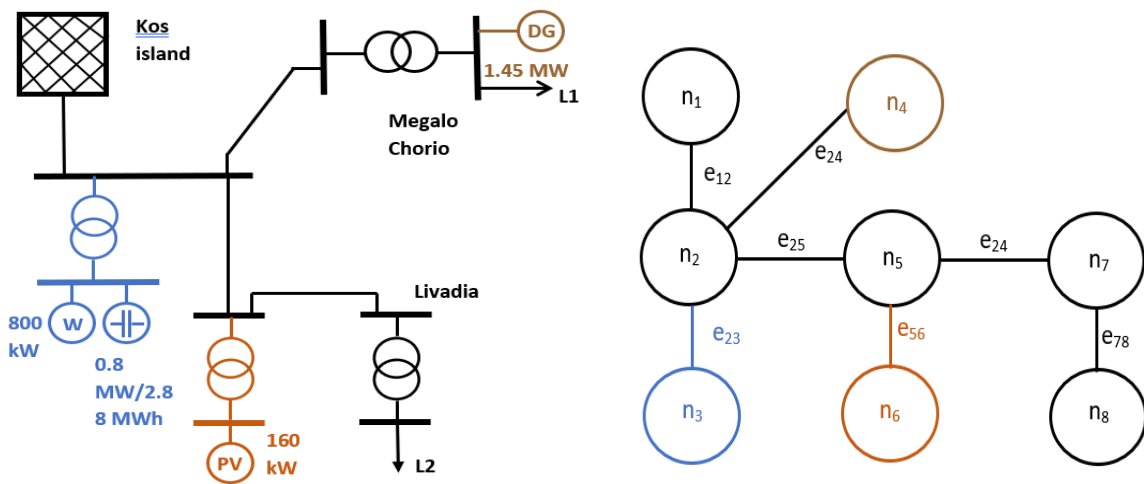 Kos
island
DG
1.45 MW
L1
Megalo
Chorio
Livadia
800
kW
W
0.8
MW/2.8
8 MWh
160
kW
PV
L2
n1
n4
e24
e12
n2
e25
n5
e24
n7
e23
e56
e78
n3
n6
n8